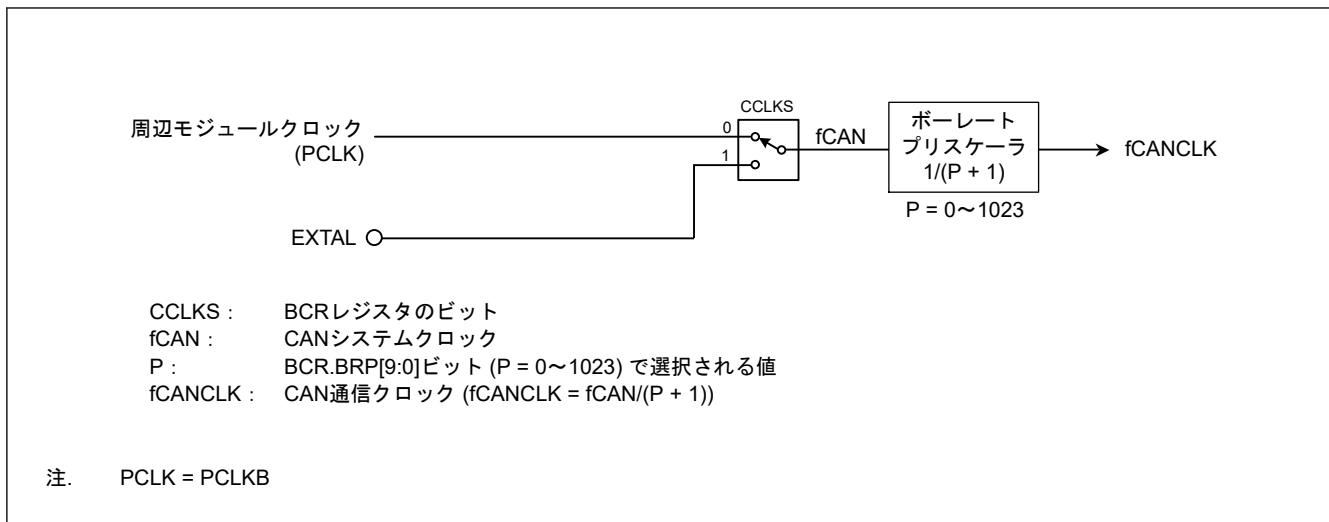 CCLKS
周辺モジュールクロック
(PCLK)
0
1
fCAN
ボーレート
プリスケーラ
1/(P + 1)
fCANCLK
P = 0～1023
EXTAL
CCLKS： BCRレジスタのビット
fCAN： CANシステムクロック
P： BCR.BRP[9:0]ビット (P = 0～1023) で選択される値
fCANCLK： CAN通信クロック (fCANCLK = fCAN/(P + 1))
注. PCLK = PCLKB